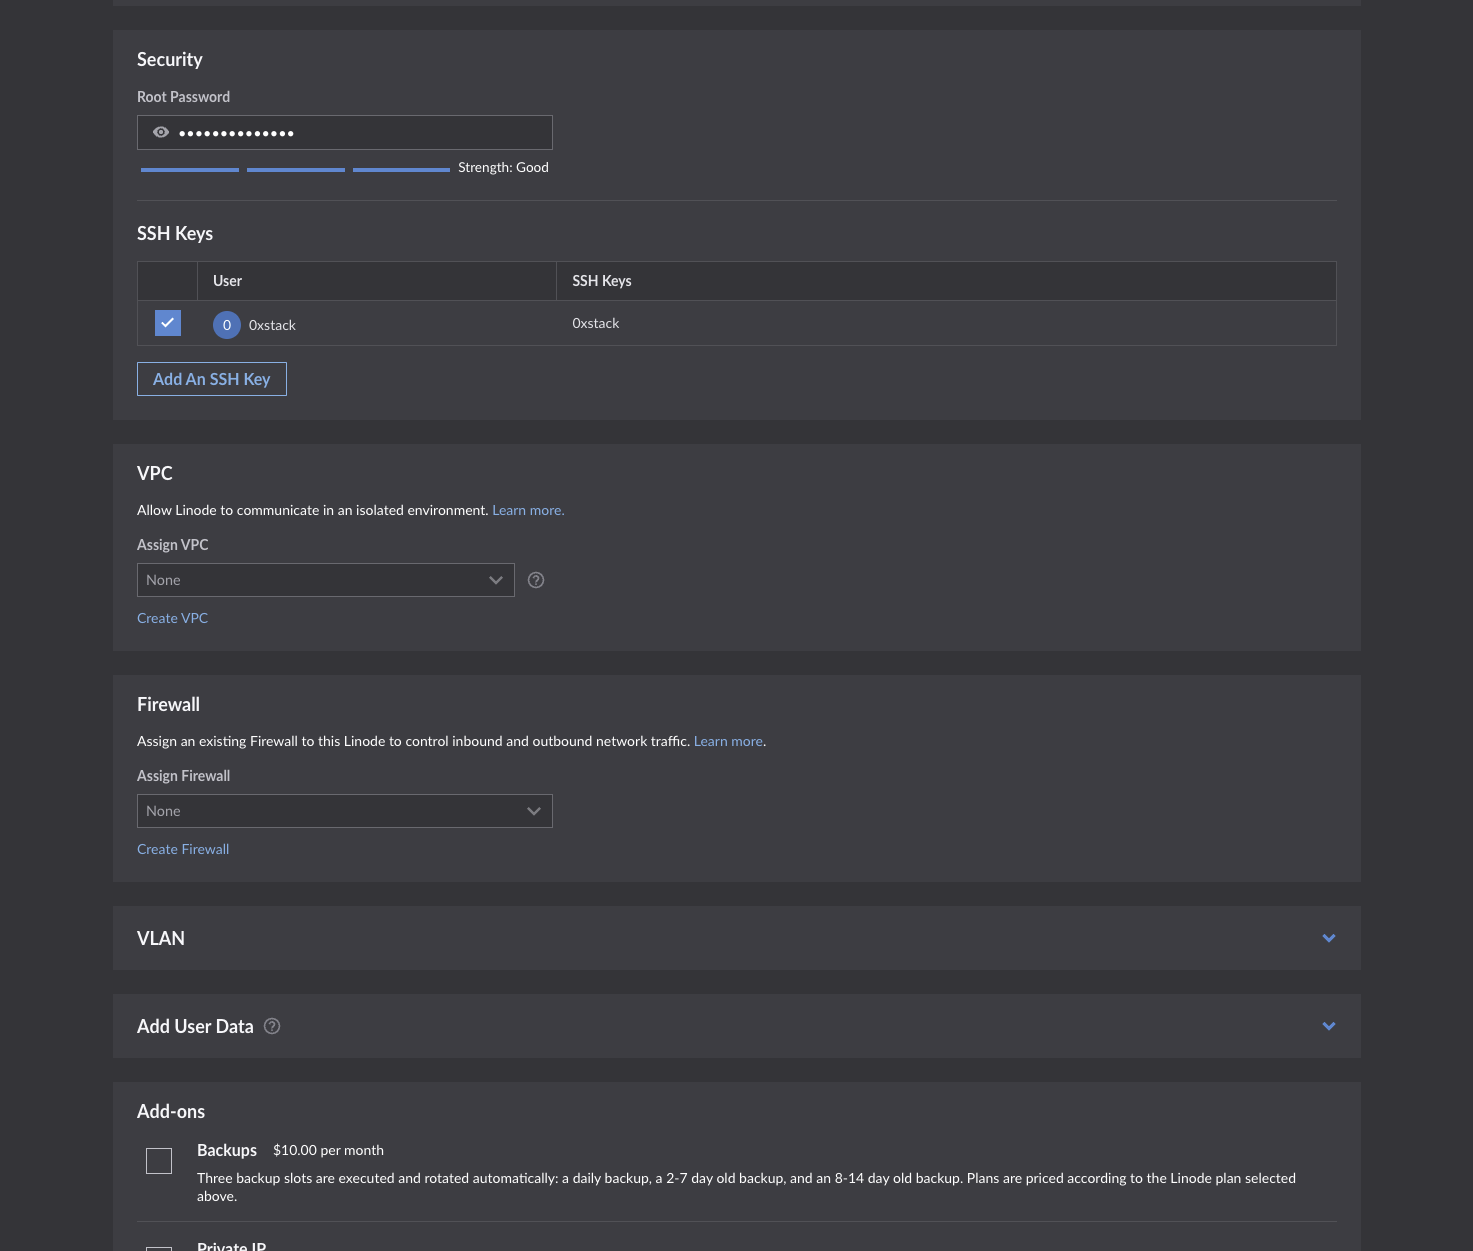 Security
Root Password
••••••••••••••
Strength: Good
SSH Keys
User SSH Keys
0 0xstack 0xstack
Add An SSH Key
VPC
Allow Linode to communicate in an isolated environment. Learn more.
Assign VPC
None
Create VPC
Firewall
Assign an existing Firewall to this Linode to control inbound and outbound network traffic. Learn more.
Assign Firewall
None
Create Firewall
VLAN
Add User Data
Add-ons
Backups $10.00 per month
Three backup slots are executed and rotated automatically: a daily backup, a 2-7 day old backup, and an 8-14 day old backup. Plans are priced according to the Linode plan selected
above.
Private IP